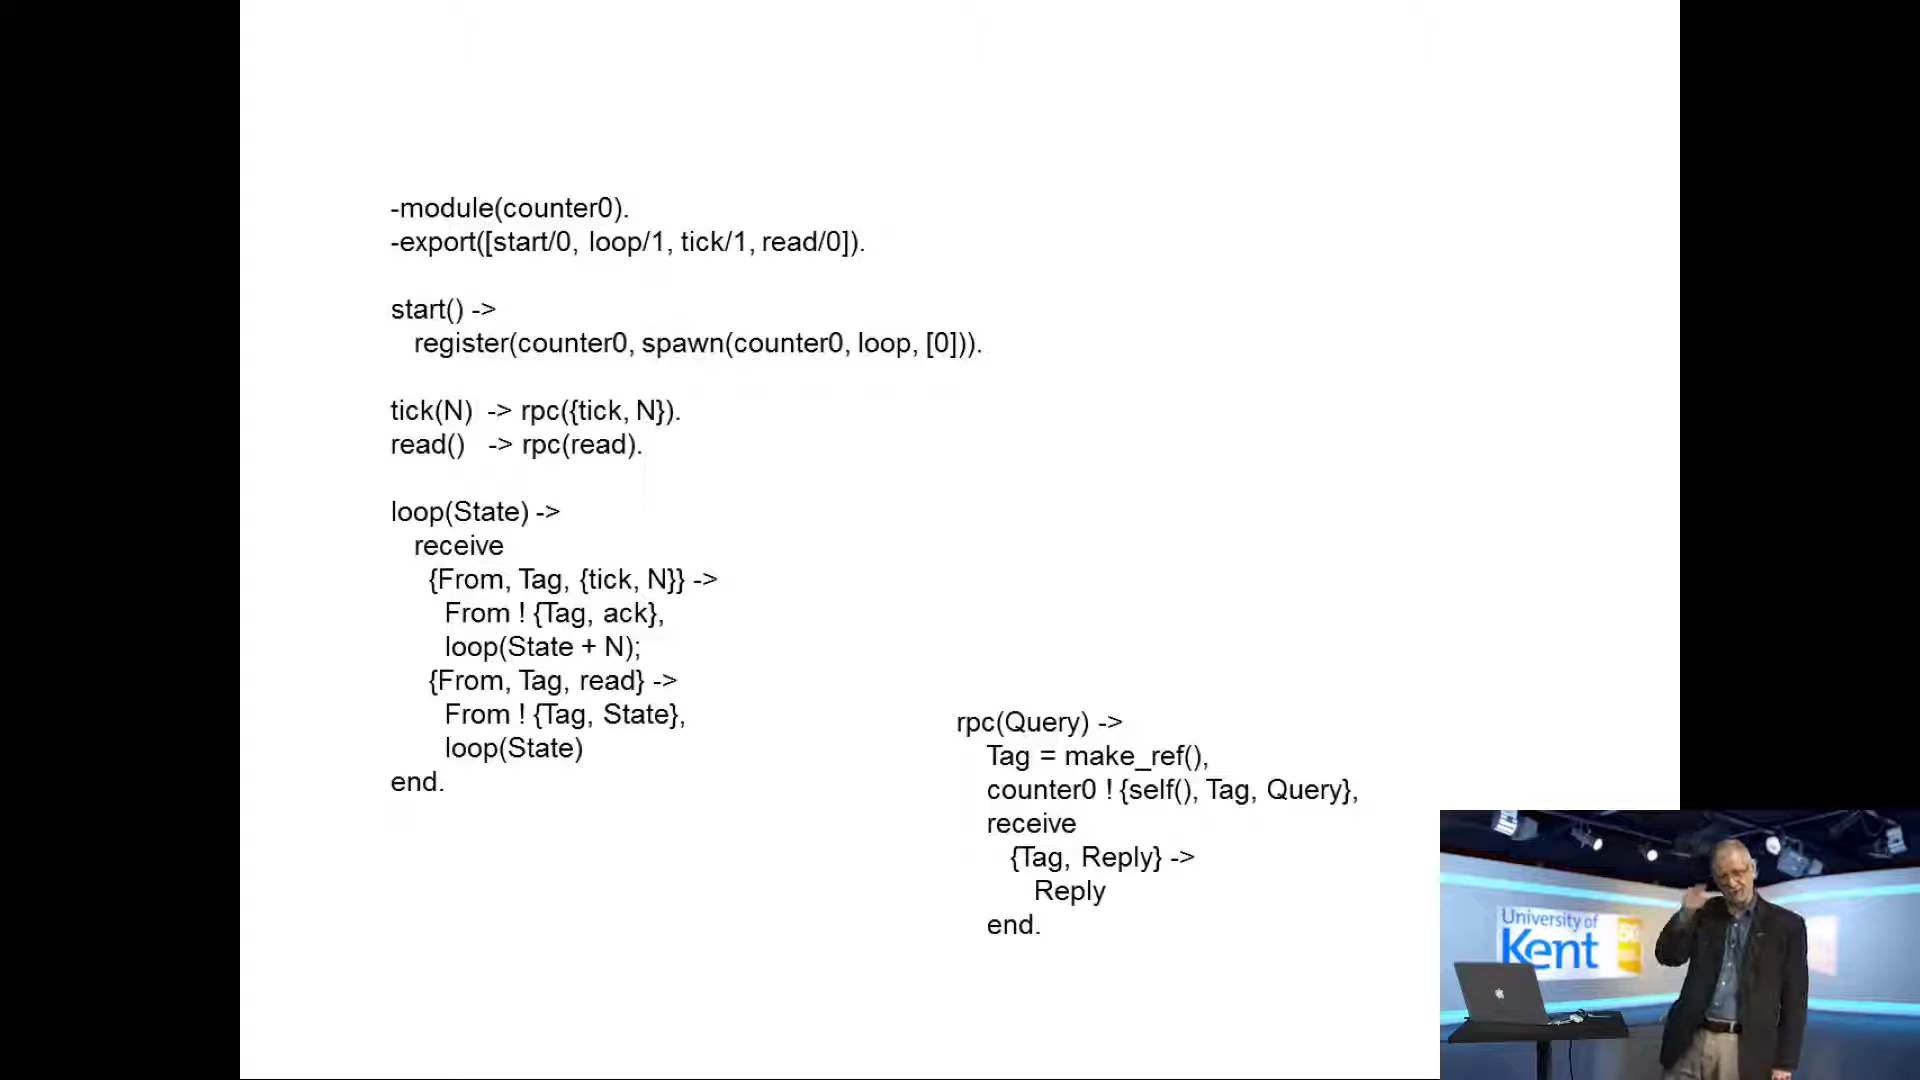 -module(counter0).
-export([start/0, loop/1, tick/1, read/0]).
start() ->
register(counter0, spawn(counter0, loop, [0])).
tick(N) -> rpc({tick, N}).
read() -> rpc(read).
loop(State) ->
receive
{From, Tag, {tick, N}} ->
From ! {Tag, ack},
loop(State + N);
{From, Tag, read} ->
From ! {Tag, State},
loop(State)
end.
rpc(Query) ->
Tag = make_ref(),
counter0 ! {self(), Tag, Query},
receive
{Tag, Reply} ->
Reply
end.
University of
Kent
50